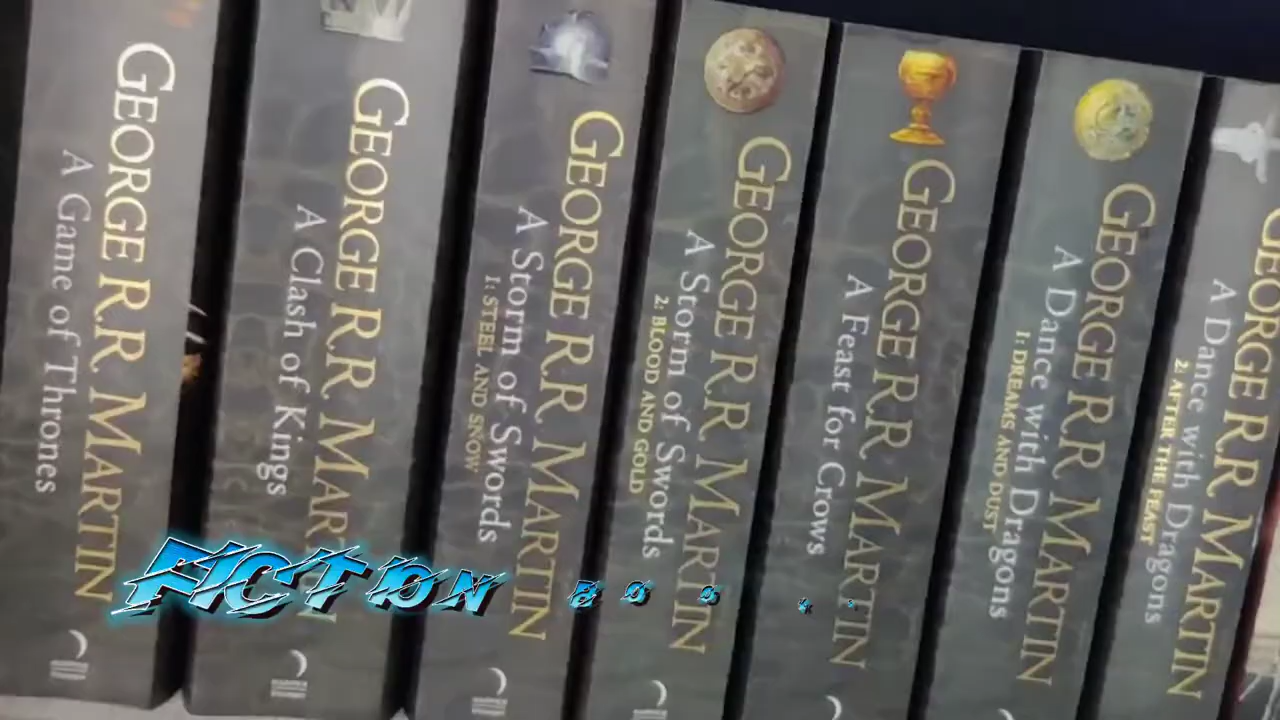 GEORGE R.R. MARTIN
A Game of Thrones
GEORGE R.R. MARTIN
A Clash of Kings
GEORGE R.R. MARTIN
A Storm of Swords
1: STEEL AND SNOW
GEORGE R.R. MARTIN
A Storm of Swords
2: BLOOD AND GOLD
GEORGE R.R. MARTIN
A Feast for Crows
GEORGE R.R. MARTIN
A Dance with Dragons
1: DREAMS AND DUST
GEORGE R.R. MARTIN
A Dance with Dragons
2: AFTER THE FEAST
FICTION